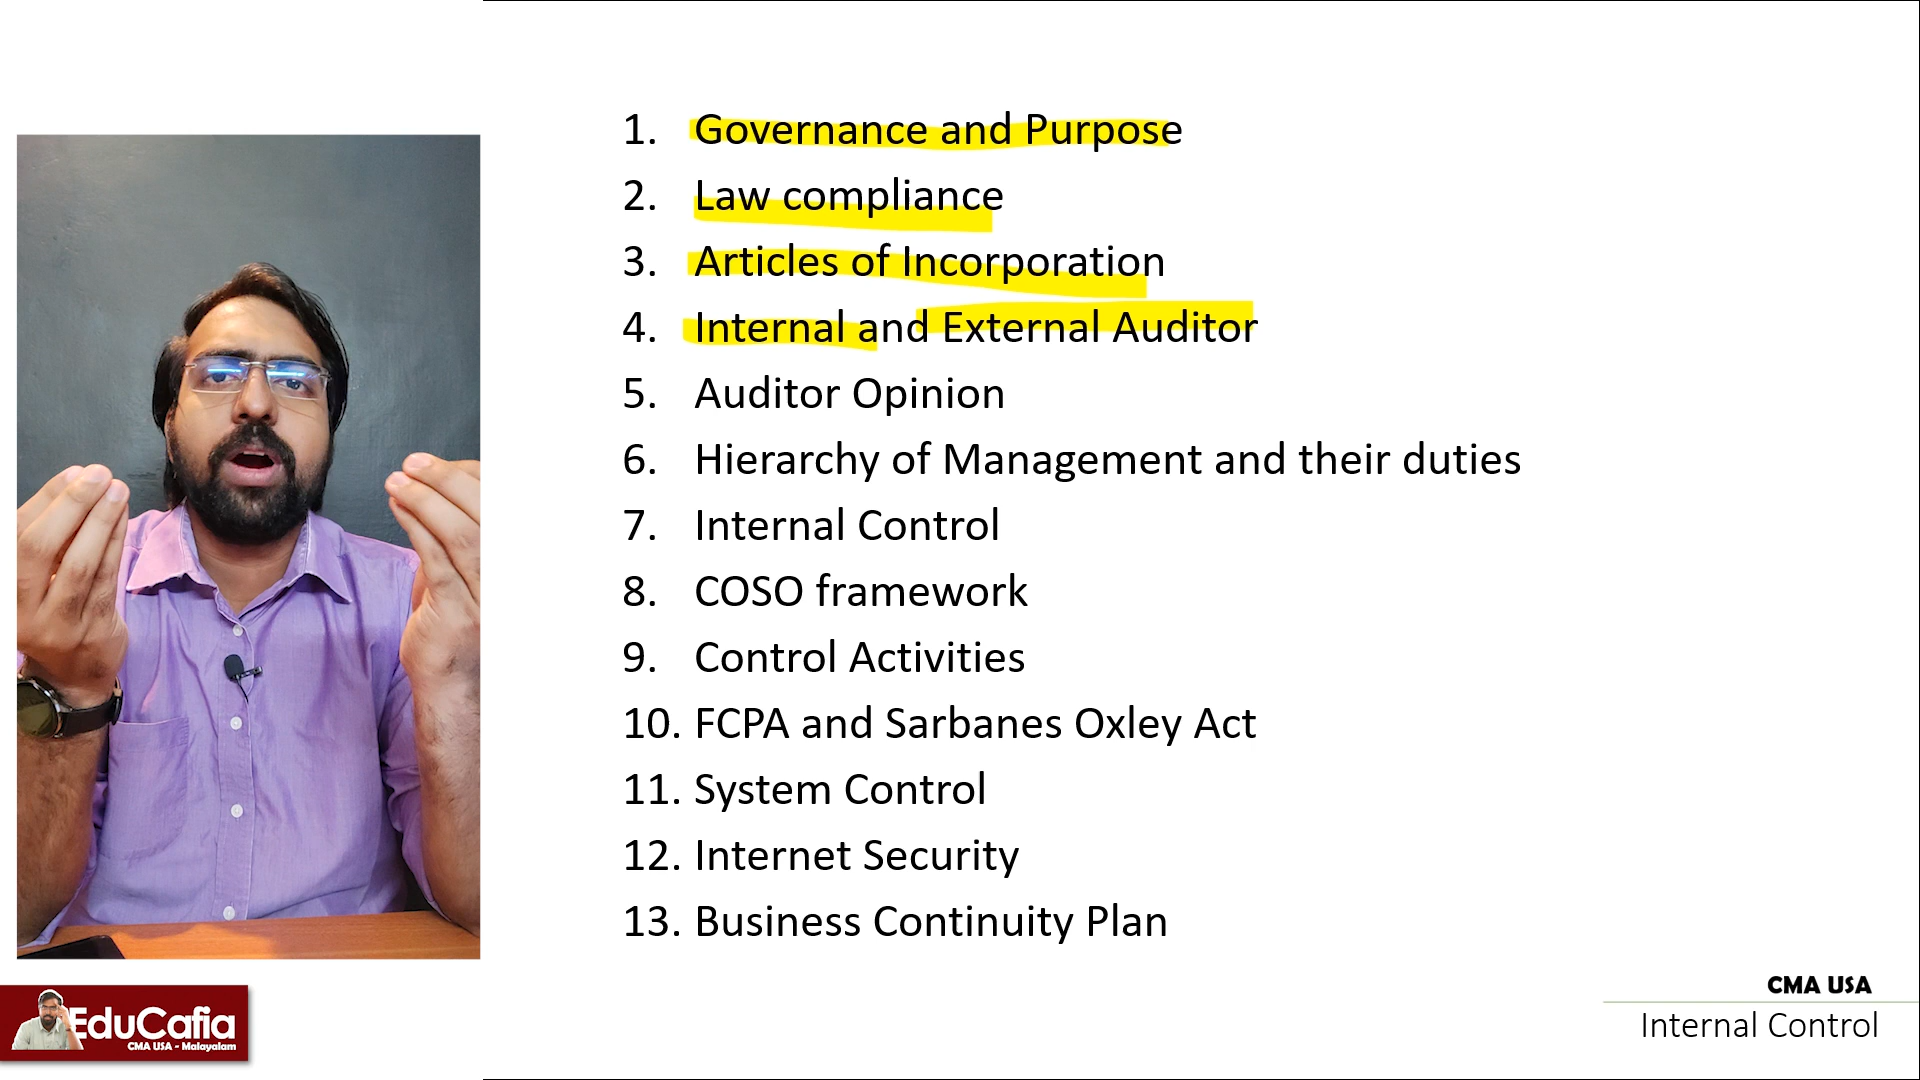 1. Governance and Purpose
2. Law compliance
3. Articles of Incorporation
4. Internal and External Auditor
5. Auditor Opinion
6. Hierarchy of Management and their duties
7. Internal Control
8. COSO framework
9. Control Activities
10. FCPA and Sarbanes Oxley Act
11. System Control
12. Internet Security
13. Business Continuity Plan
EduCafia
CMA USA - Malayalam
CMA USA
Internal Control